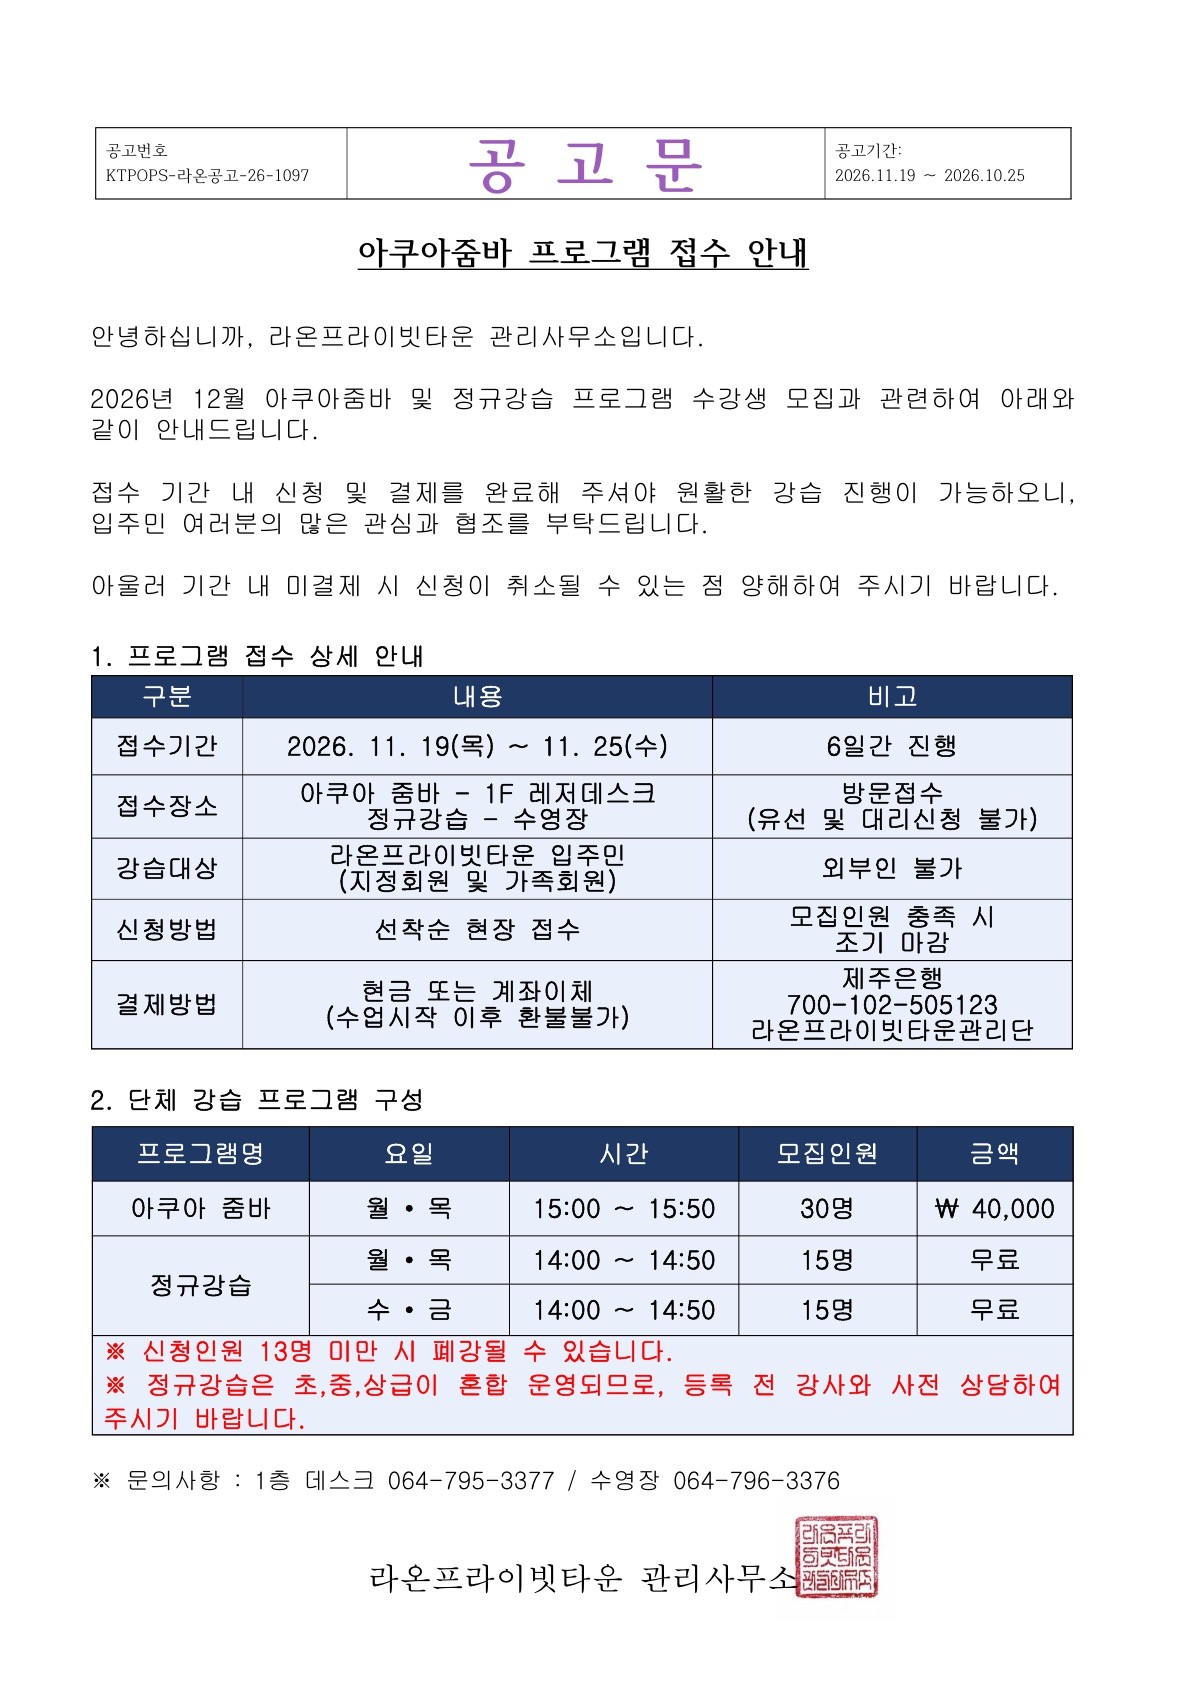 공고번호
KTPOPS-라온공고-26-1097
공 고 문
공고기간:
2026.11.19 ~ 2026.10.25
아쿠아줌바 프로그램 접수 안내
안녕하십니까, 라온프라이빗타운 관리사무소입니다.
2026년 12월 아쿠아줌바 및 정규강습 프로그램 수강생 모집과 관련하여 아래와
같이 안내드립니다.
접수 기간 내 신청 및 결제를 완료해 주셔야 원활한 강습 진행이 가능하오니,
입주민 여러분의 많은 관심과 협조를 부탁드립니다.
아울러 기간 내 미결제 시 신청이 취소될 수 있는 점 양해하여 주시기 바랍니다.
1. 프로그램 접수 상세 안내
구분 내용 비고
접수기간 2026. 11. 19(목) ~ 11. 25(수) 6일간 진행
접수장소
아쿠아 줌바 - 1F 레저데스크
정규강습 - 수영장
방문접수
(유선 및 대리신청 불가)
강습대상
라온프라이빗타운 입주민
(지정회원 및 가족회원)
외부인 불가
신청방법 선착순 현장 접수
모집인원 충족 시
조기 마감
결제방법
현금 또는 계좌이체
(수업시작 이후 환불불가)
제주은행
700-102-505123
라온프라이빗타운관리단
2. 단체 강습 프로그램 구성
프로그램명 요일 시간 모집인원 금액
아쿠아 줌바 월 • 목 15:00 ~ 15:50 30명 ₩ 40,000
정규강습
월 • 목 14:00 ~ 14:50 15명 무료
수 • 금 14:00 ~ 14:50 15명 무료
※ 신청인원 13명 미만 시 폐강될 수 있습니다.
※ 정규강습은 초,중,상급이 혼합 운영되므로, 등록 전 강사와 사전 상담하여
주시기 바랍니다.
※ 문의사항 : 1층 데스크 064-795-3377 / 수영장 064-796-3376
라온프라이빗타운 관리사무소